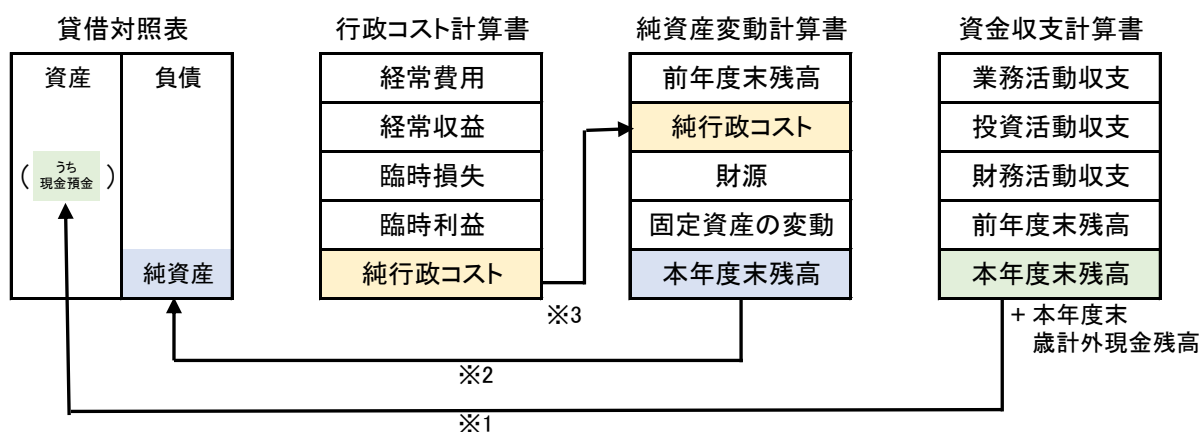 貸借対照表
資産
負債
(うち
現金預金)
純資産
行政コスト計算書
経常費用
経常収益
臨時損失
臨時利益
純行政コスト
純資産変動計算書
前年度末残高
純行政コスト
財源
固定資産の変動
本年度末残高
資金収支計算書
業務活動収支
投資活動収支
財務活動収支
前年度末残高
本年度末残高
+ 本年度末
歳計外現金残高
※3
※2
※1